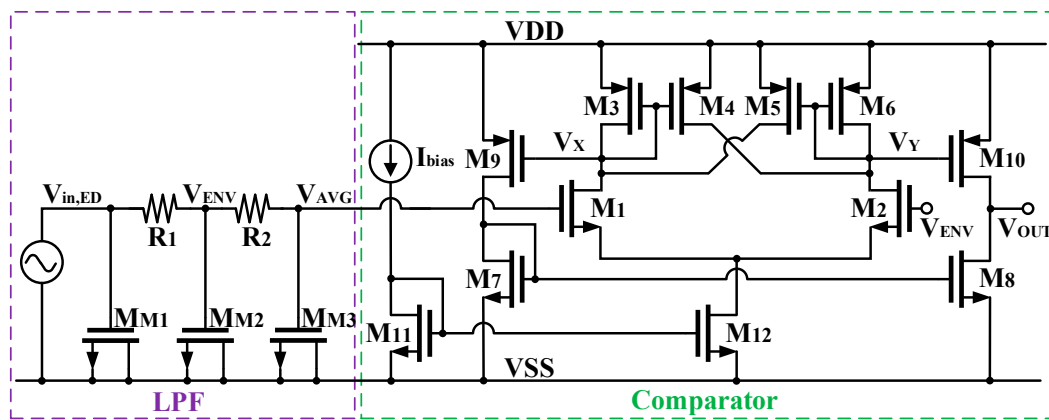 VDD
M3
M4
M5
M6
Ibias
M9
VX
VY
M10
Vin,ED
VENV
VAVG
R1
R2
M1
M2
VENV
VOUT
M7
M8
MM1
MM2
MM3
M11
M12
VSS
LPF
Comparator